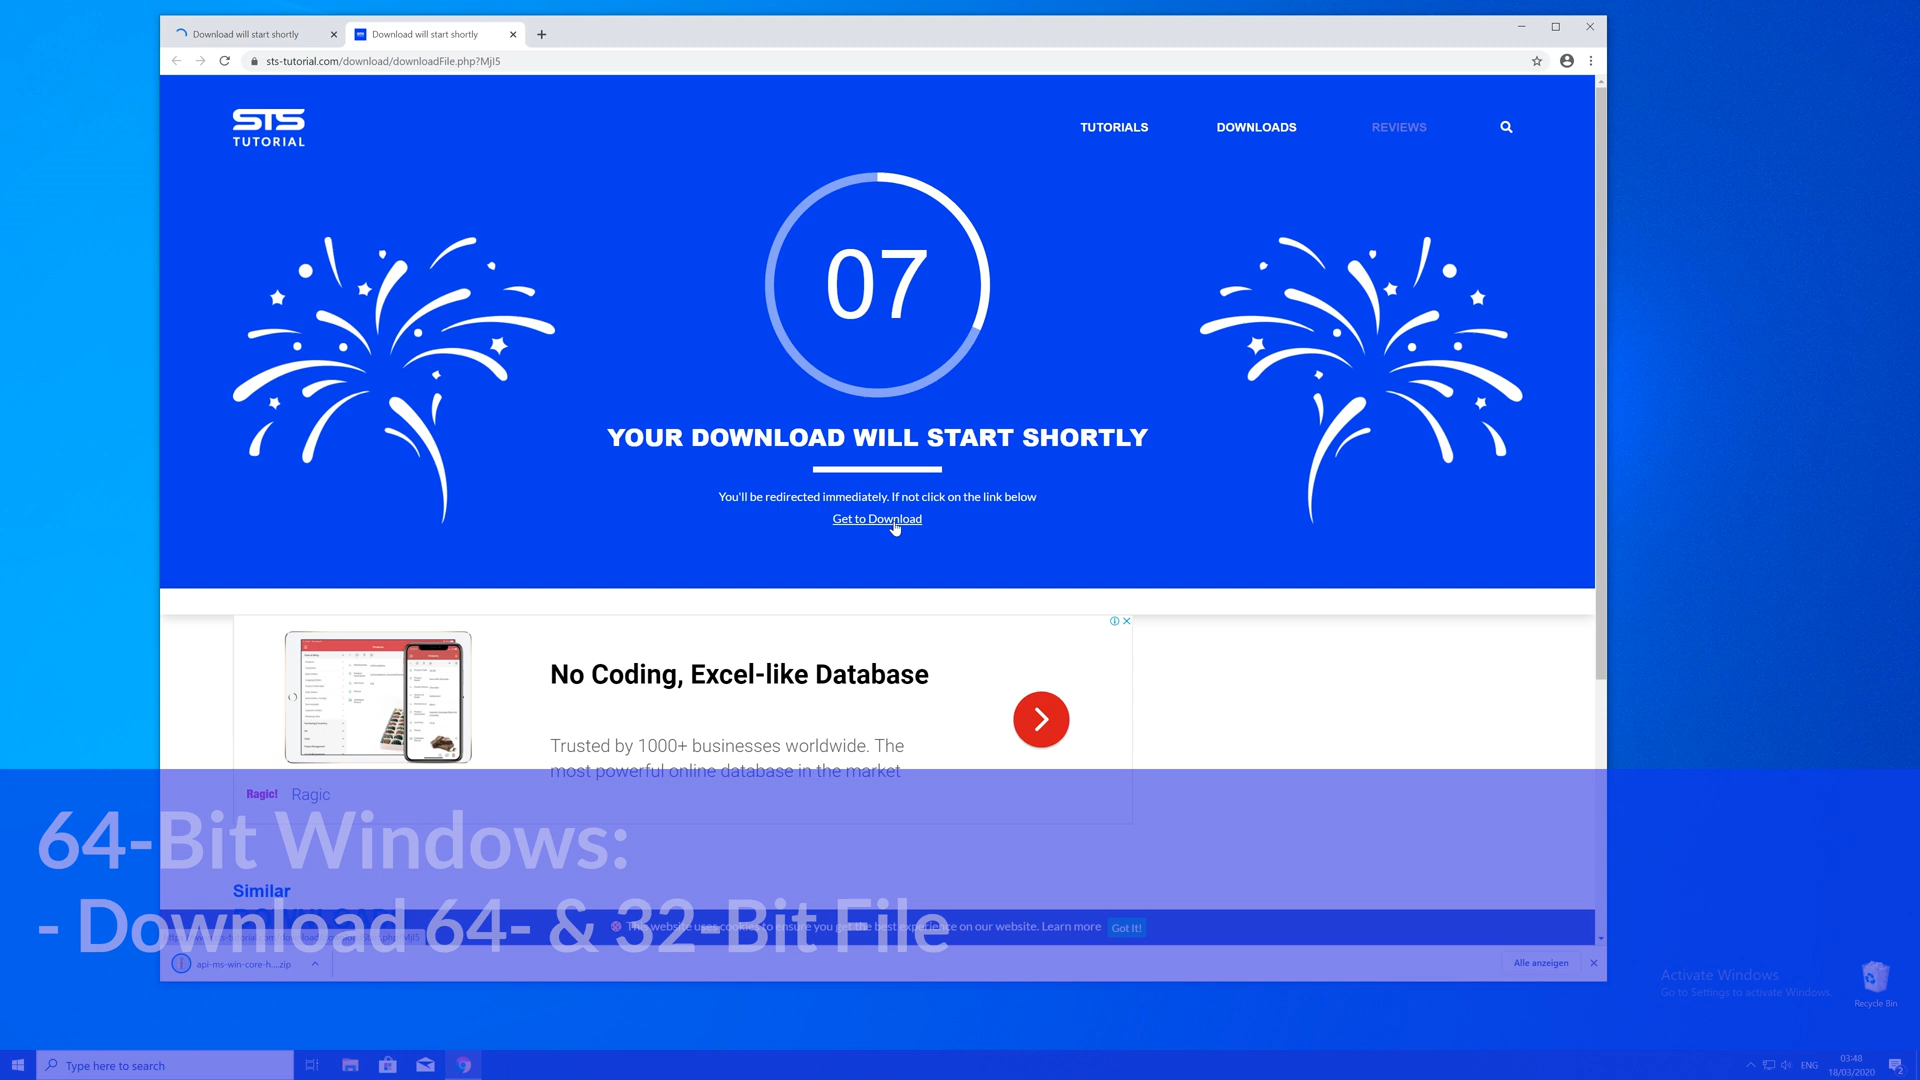 Download will start shortly
Download will start shortly
sts-tutorial.com/download/downloadFile.php?MjI5
STS
TUTORIAL
TUTORIALS
DOWNLOADS
REVIEWS
07
YOUR DOWNLOAD WILL START SHORTLY
You'll be redirected immediately. If not click on the link below
Get to Download
No Coding, Excel-like Database
Trusted by 1000+ businesses worldwide. The
most powerful online database in the market
Ragic! Ragic
64-Bit Windows:
Similar
- Download 64- & 32-Bit File
This website uses cookies to ensure you get the best experience on our website. Learn more
Got It!
api-ms-win-core-h....zip
Alle anzeigen
Activate Windows
Go to Settings to activate Windows.
Recycle Bin
Type here to search
ENG
03:48
18/03/2020
2